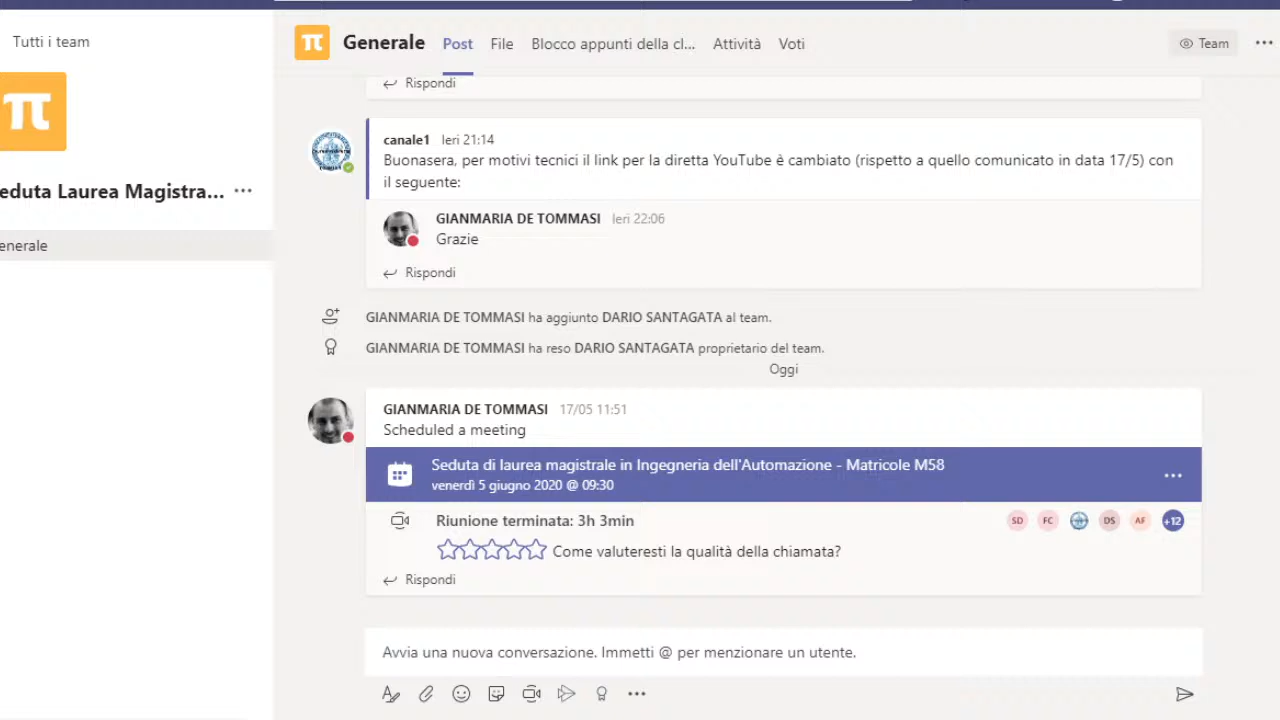 Tutti i team
π
eduta Laurea Magistra...
enerale
π
Generale
Post
File
Blocco appunti della cl...
Attività
Voti
Team
Rispondi
canale1 Ieri 21:14
Buonasera, per motivi tecnici il link per la diretta YouTube è cambiato (rispetto a quello comunicato in data 17/5) con
il seguente:
GIANMARIA DE TOMMASI Ieri 22:06
Grazie
Rispondi
GIANMARIA DE TOMMASI ha aggiunto DARIO SANTAGATA al team.
GIANMARIA DE TOMMASI ha reso DARIO SANTAGATA proprietario del team.
Oggi
GIANMARIA DE TOMMASI 17/05 11:51
Scheduled a meeting
Seduta di laurea magistrale in Ingegneria dell'Automazione - Matricole M58
venerdì 5 giugno 2020 @ 09:30
Riunione terminata: 3h 3min
SD FC DS AF +12
Come valuteresti la qualità della chiamata?
Rispondi
Avvia una nuova conversazione. Immetti @ per menzionare un utente.